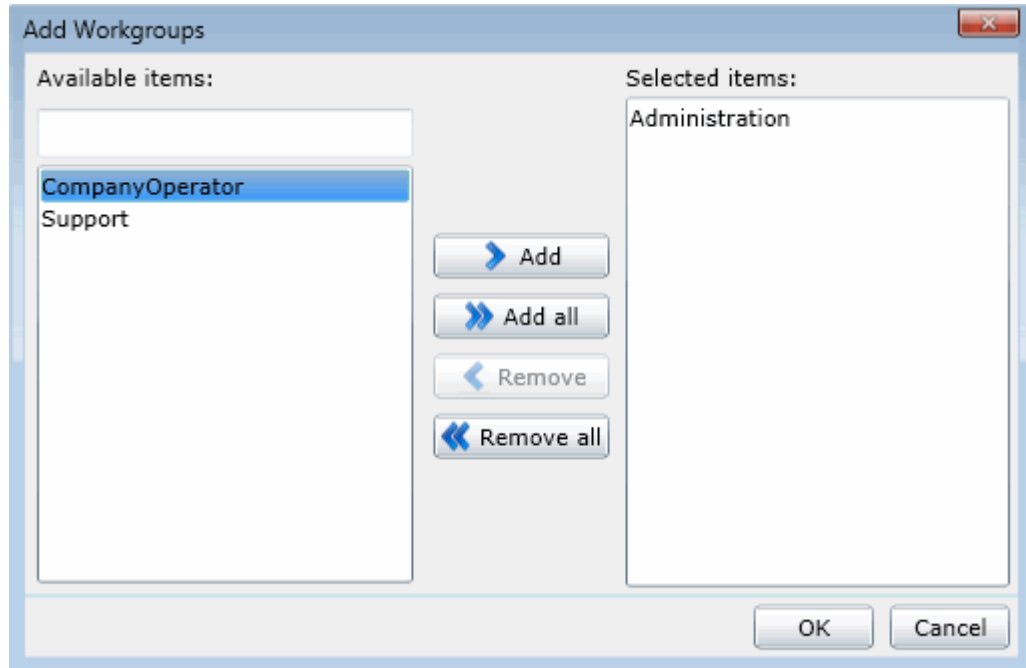 Add Workgroups
Available items:
CompanyOperator
Support
Add
Add all
Remove
Remove all
Selected items:
Administration
OK
Cancel